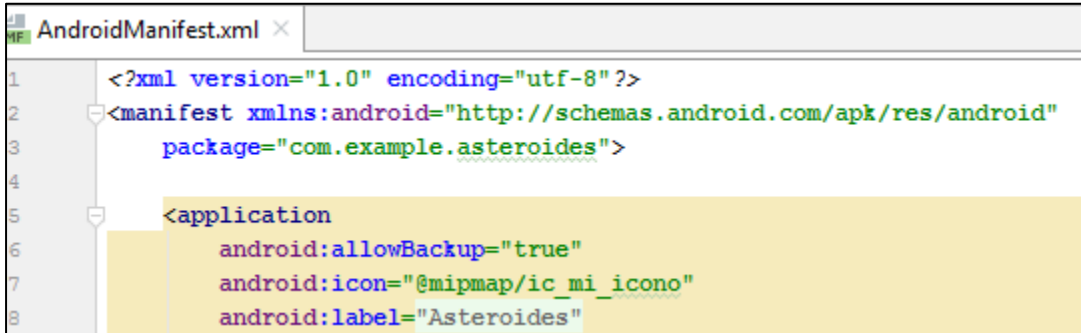 MF AndroidManifest.xml ×
1 <?xml version="1.0" encoding="utf-8"?>
2 <manifest xmlns:android="http://schemas.android.com/apk/res/android"
3 package="com.example.asteroides">
4
5 <application
6 android:allowBackup="true"
7 android:icon="@mipmap/ic_mi_icono"
8 android:label="Asteroides"